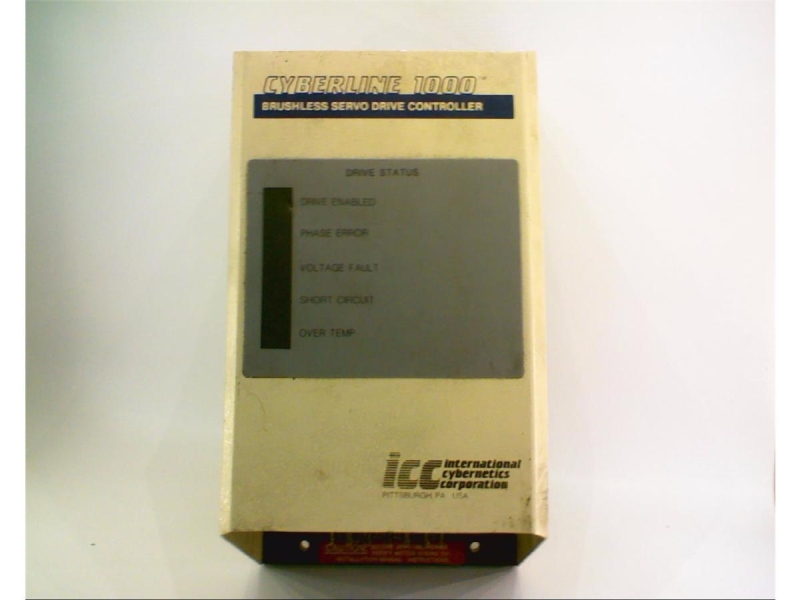 CYBERLINE 1000™
BRUSHLESS SERVO DRIVE CONTROLLER
DRIVE STATUS
DRIVE ENABLED
PHASE ERROR
VOLTAGE FAULT
SHORT CIRCUIT
OVER TEMP
icc international
cybernetics
corporation
PITTSBURGH, PA USA